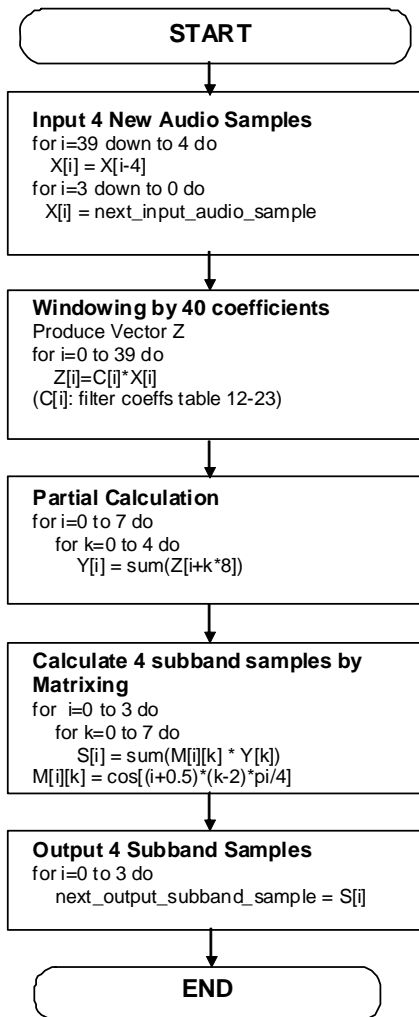 START
Input 4 New Audio Samples
for i=39 down to 4 do
X[i] = X[i-4]
for i=3 down to 0 do
X[i] = next_input_audio_sample
Windowing by 40 coefficients
Produce Vector Z
for i=0 to 39 do
Z[i]=C[i]*X[i]
(C[i]: filter coeffs table 12-23)
Partial Calculation
for i=0 to 7 do
for k=0 to 4 do
Y[i] = sum(Z[i+k*8])
Calculate 4 subband samples by
Matrixing
for i=0 to 3 do
for k=0 to 7 do
S[i] = sum(M[i][k] * Y[k])
M[i][k] = cos[(i+0.5)*(k-2)*pi/4]
Output 4 Subband Samples
for i=0 to 3 do
next_output_subband_sample = S[i]
END